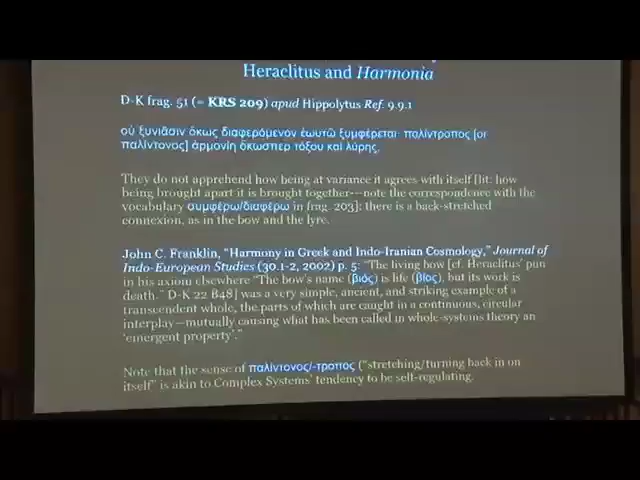 Heraclitus and Harmonia
D-K frag. 51 (= KRS 209) apud Hippolytus Ref. 9.9.1
οὐ ξυνιᾶσιν ὅκως διαφερόμενον ἑωυτῷ ξυμφέρεται· παλίντροπος [or
παλίντονος] ἁρμονίη ὅκωσπερ τόξου καὶ λύρης.
They do not apprehend how being at variance it agrees with itself [lit: how
being brought apart it is brought together—note the correspondence with the
vocabulary συμφέρω/διαφέρω in frag. 203]: there is a back-stretched
connexion, as in the bow and the lyre.
John C. Franklin, "Harmony in Greek and Indo-Iranian Cosmology," Journal of
Indo-European Studies (30.1-2, 2002) p. 5: "The living bow [cf. Heraclitus' pun
in his axiom elsewhere "The bow's name (βιός) is life (βίος), but its work is
death." D-K 22 B48] was a very simple, ancient, and striking example of a
transcendent whole, the parts of which are caught in a continuous, circular
interplay—mutually causing what has been called in whole-systems theory an
'emergent property'."
Note that the sense of παλίντονος/-τροπος ("stretching/turning back in on
itself" is akin to Complex Systems' tendency to be self-regulating.